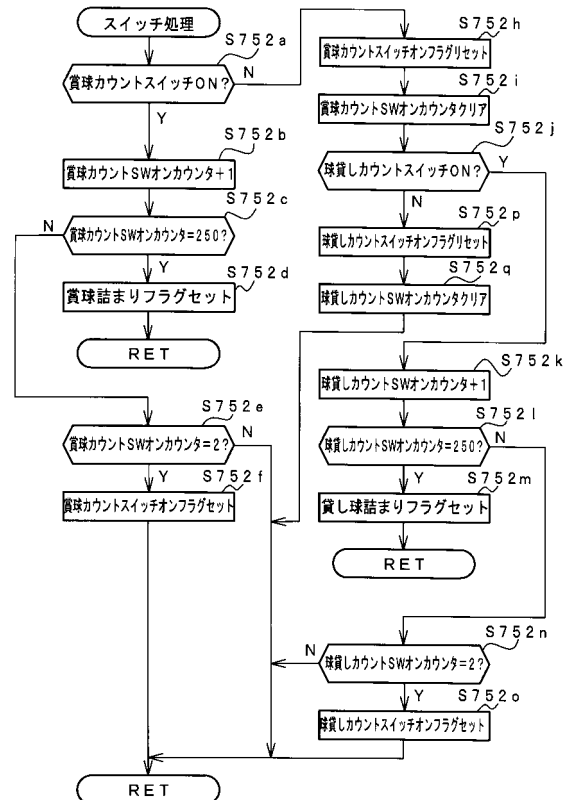 スイッチ処理
S752a
賞球カウントスイッチON?
N
Y
S752b
賞球カウントSWオンカウンタ+1
S752c
N
賞球カウントSWオンカウンタ=250?
Y
S752d
賞球詰まりフラグセット
RET
S752e
賞球カウントSWオンカウンタ=2?
N
Y
S752f
賞球カウントスイッチオンフラグセット
S752h
賞球カウントスイッチオンフラグリセット
S752i
賞球カウントSWオンカウンタクリア
S752j
球貸しカウントスイッチON?
Y
N
S752p
球貸しカウントスイッチオンフラグリセット
S752q
球貸しカウントSWオンカウンタクリア
S752k
球貸しカウントSWオンカウンタ+1
S752l
球貸しカウントSWオンカウンタ=250?
N
Y
S752m
貸し球詰まりフラグセット
RET
S752n
N
球貸しカウントSWオンカウンタ=2?
Y
S752o
球貸しカウントスイッチオンフラグセット
RET